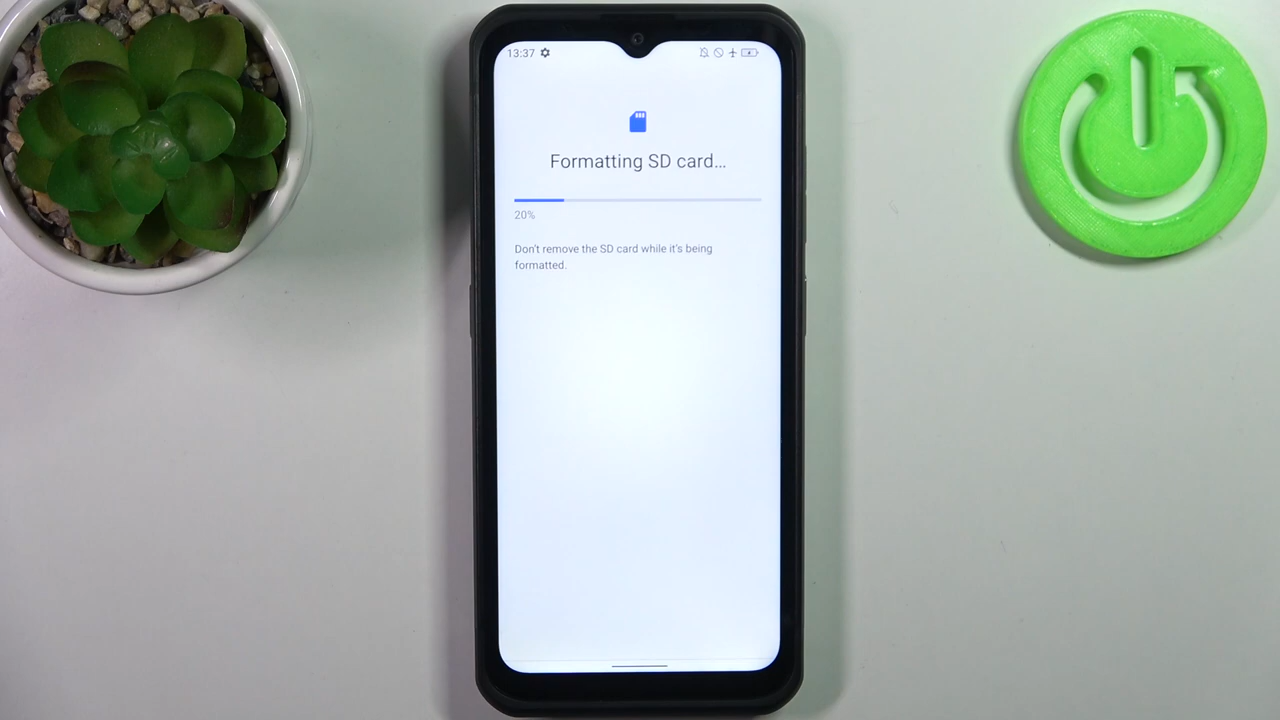 13:37
Formatting SD card...
20%
Don't remove the SD card while it's being
formatted.